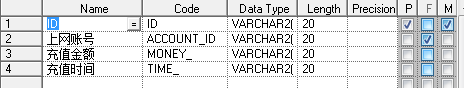 Name Code Data Type Length Precision P F M
1 ID = ID VARCHAR2( 20
2 上网账号 ACCOUNT_ID VARCHAR2( 20
3 充值金额 MONEY_ VARCHAR2( 20
4 充值时间 TIME_ VARCHAR2( 20